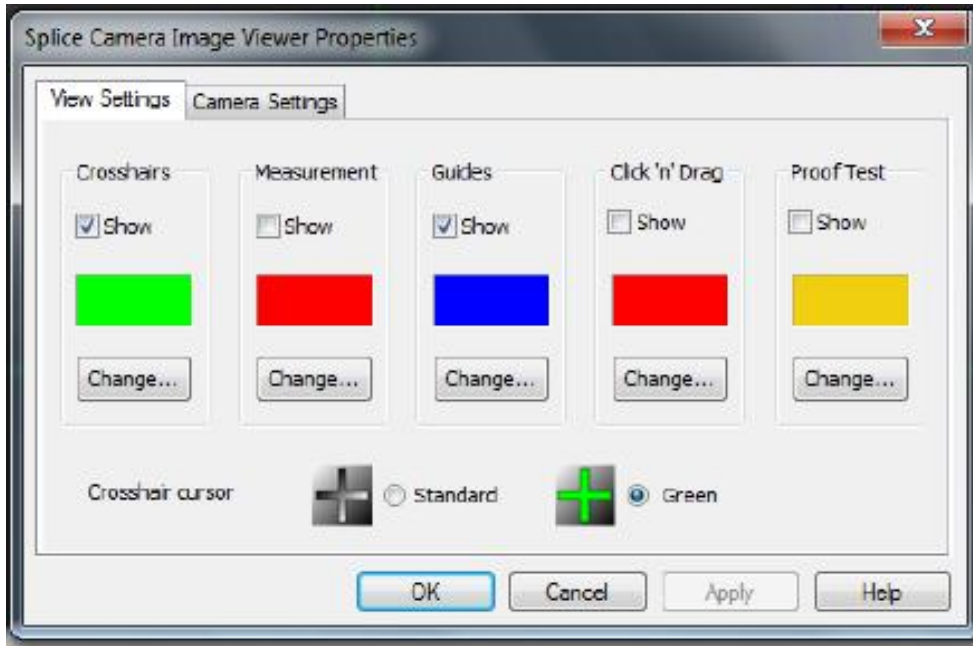 Splice Camera Image Viewer Properties
x
View Settings Camera Settings
Crosshairs Measurement Guides Click 'n' Drag Proof Test
Show Show Show Show Show
Change... Change... Change... Change... Change...
Crosshair cursor Standard Green
OK Cancel Apply Help